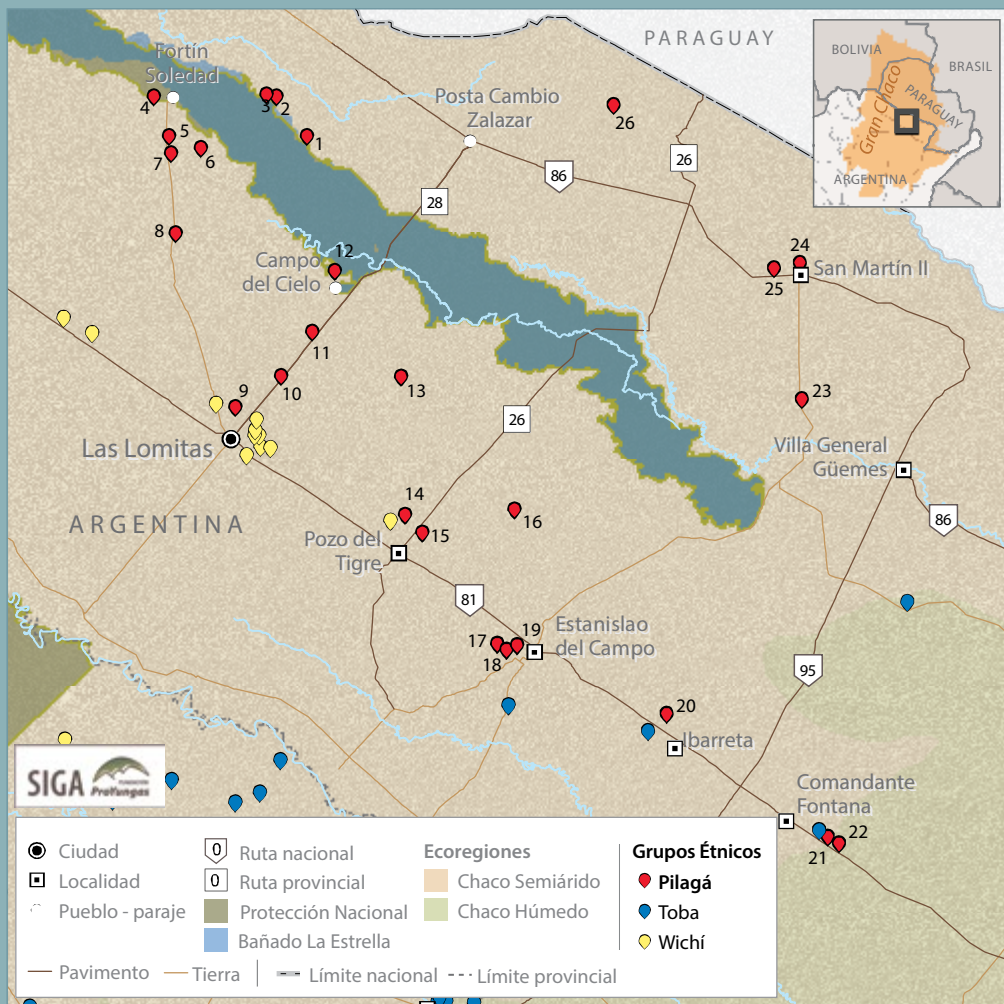 PARAGUAY
BOLIVIA
BRASIL
PARAGUAY
Gran Chaco
ARGENTINA
Fortín
Soledad
Posta Cambio
Zalazar
4
3
2
26
5
1
7
6
86
26
28
8
12
24
Campo
del Cielo
San Martín II
25
11
10
13
9
23
26
Las Lomitas
Villa General
Güemes
ARGENTINA
14
16
15
86
Pozo del
Tigre
81
Estanislao
del Campo
17
19
18
95
20
Ibarreta
Comandante
Fontana
22
21
SIGA
FUNDACIÓN
ProYungas
Ciudad
Localidad
Pueblo - paraje
0 Ruta nacional
0 Ruta provincial
Protección Nacional
Bañado La Estrella
Ecoregiones
Chaco Semiárido
Chaco Húmedo
Grupos Étnicos
Pilagá
Toba
Wichí
Pavimento
Tierra
Límite nacional
Límite provincial